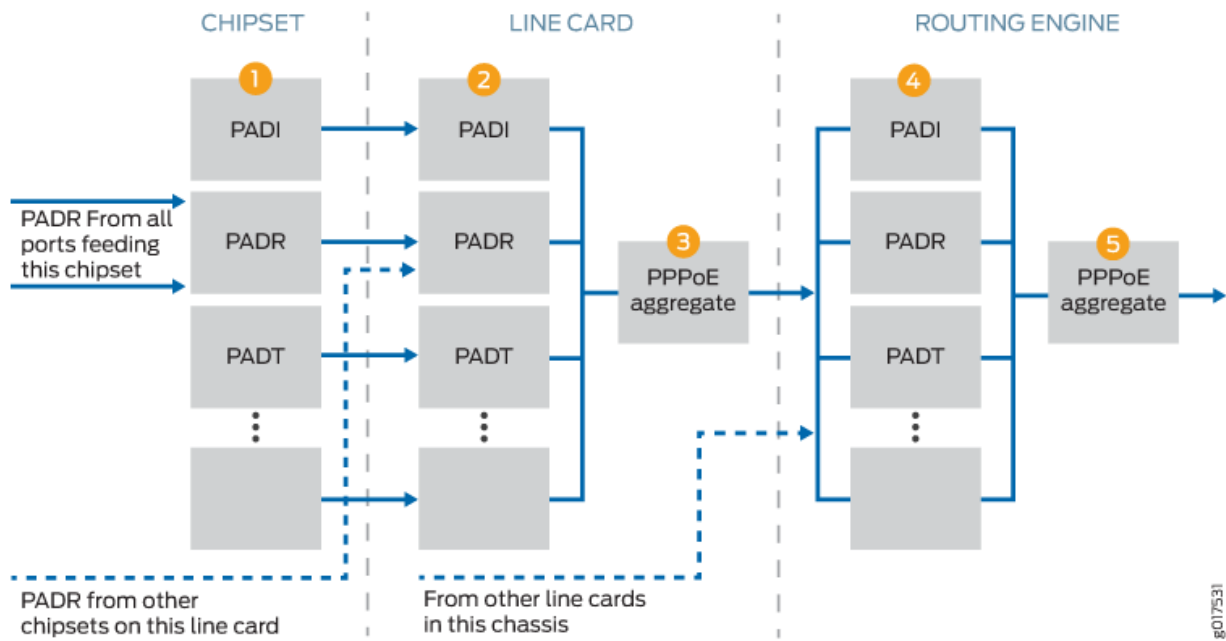 CHIPSET
LINE CARD
ROUTING ENGINE
1
2
4
PADI
PADI
PADI
PADR From all
ports feeding
this chipset
PADR
PADR
PADR
3
PPPoE
aggregate
5
PPPoE
aggregate
PADT
PADT
PADT
PADR from other
chipsets on this line card
From other line cards
in this chassis
g017531